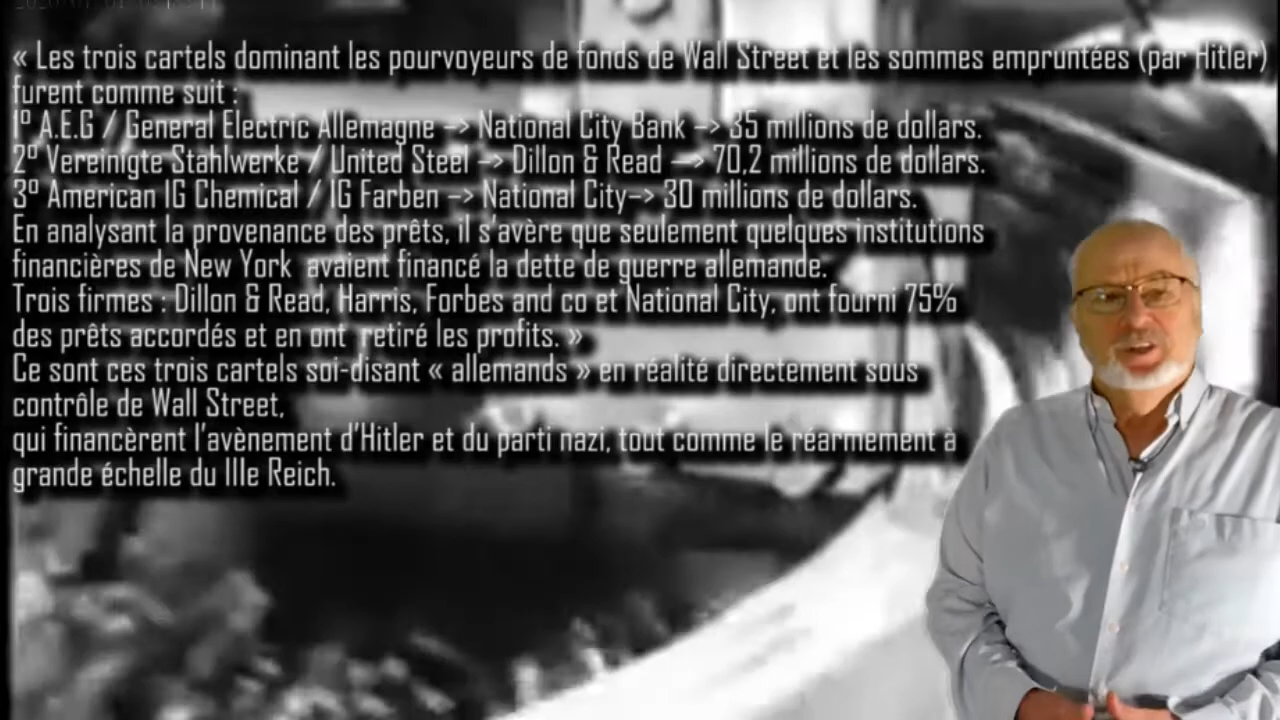 « Les trois cartels dominant les pourvoyeurs de fonds de Wall Street et les sommes empruntées (par Hitler)
furent comme suit :
1° A.E.G / General Electric Allemagne –> National City Bank –> 35 millions de dollars.
2° Vereinigte Stahlwerke / United Steel –> Dillon & Read –> 70,2 millions de dollars.
3° American IG Chemical / IG Farben –> National City–> 30 millions de dollars.
En analysant la provenance des prêts, il s'avère que seulement quelques institutions
financières de New York avaient financé la dette de guerre allemande.
Trois firmes : Dillon & Read, Harris, Forbes and co et National City, ont fourni 75%
des prêts accordés et en ont retiré les profits. »
Ce sont ces trois cartels soi-disant « allemands » en réalité directement sous
contrôle de Wall Street,
qui financèrent l'avènement d'Hitler et du parti nazi, tout comme le réarmement à
grande échelle du IIIe Reich.